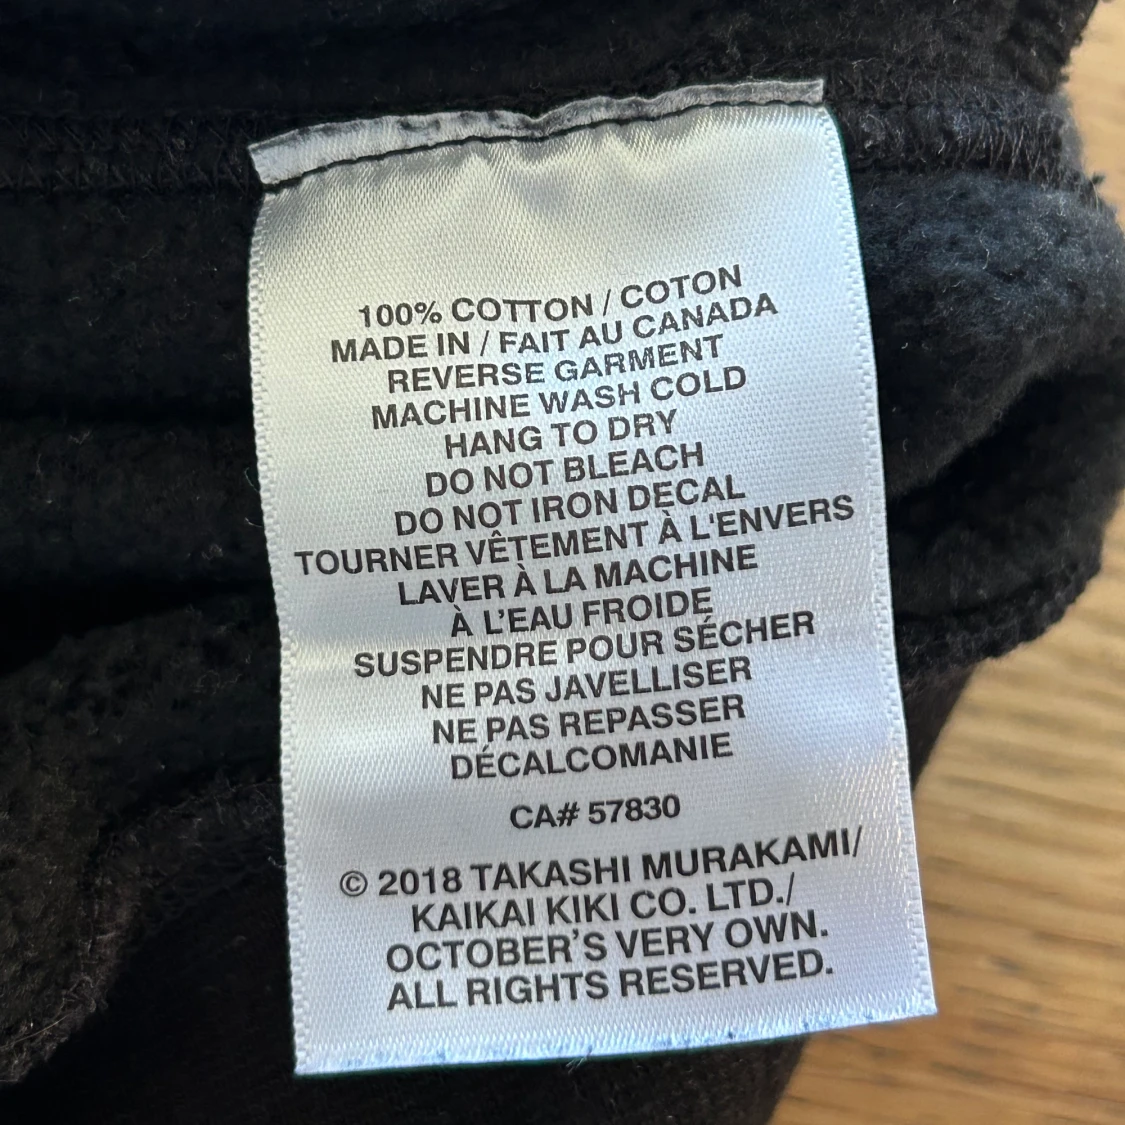 100% COTTON / COTON
MADE IN / FAIT AU CANADA
REVERSE GARMENT
MACHINE WASH COLD
HANG TO DRY
DO NOT BLEACH
DO NOT IRON DECAL
TOURNER VÊTEMENT À L'ENVERS
LAVER À LA MACHINE
À L'EAU FROIDE
SUSPENDRE POUR SÉCHER
NE PAS JAVELLISER
NE PAS REPASSER
DÉCALCOMANIE
CA# 57830
© 2018 TAKASHI MURAKAMI/
KAIKAI KIKI CO. LTD./
OCTOBER'S VERY OWN.
ALL RIGHTS RESERVED.